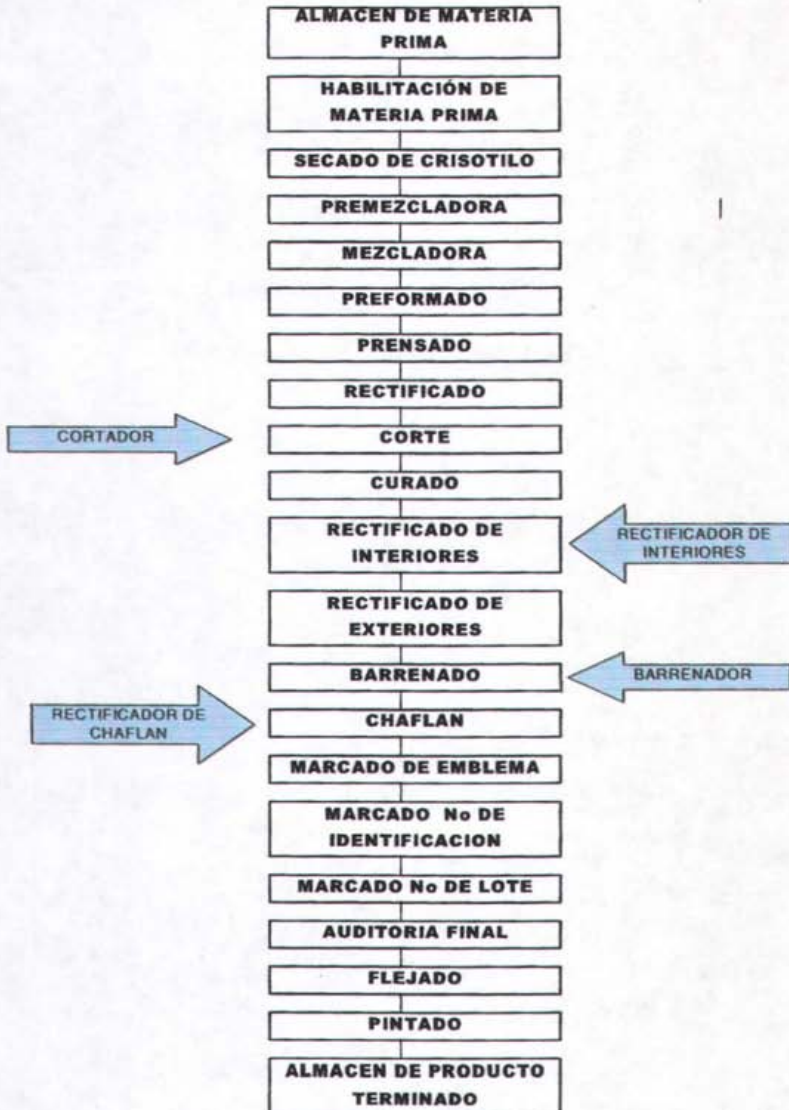 ALMACEN DE MATERIA
PRIMA
HABILITACIÓN DE
MATERIA PRIMA
SECADO DE CRISOTILO
PREMEZCLADORA
MEZCLADORA
PREFORMADO
PRENSADO
RECTIFICADO
CORTADOR
CORTE
CURADO
RECTIFICADO DE
INTERIORES
RECTIFICADOR DE
INTERIORES
RECTIFICADO DE
EXTERIORES
BARRENADO
BARRENADOR
RECTIFICADOR DE
CHAFLAN
CHAFLAN
MARCADO DE EMBLEMA
MARCADO No DE
IDENTIFICACION
MARCADO No DE LOTE
AUDITORIA FINAL
FLEJADO
PINTADO
ALMACEN DE PRODUCTO
TERMINADO